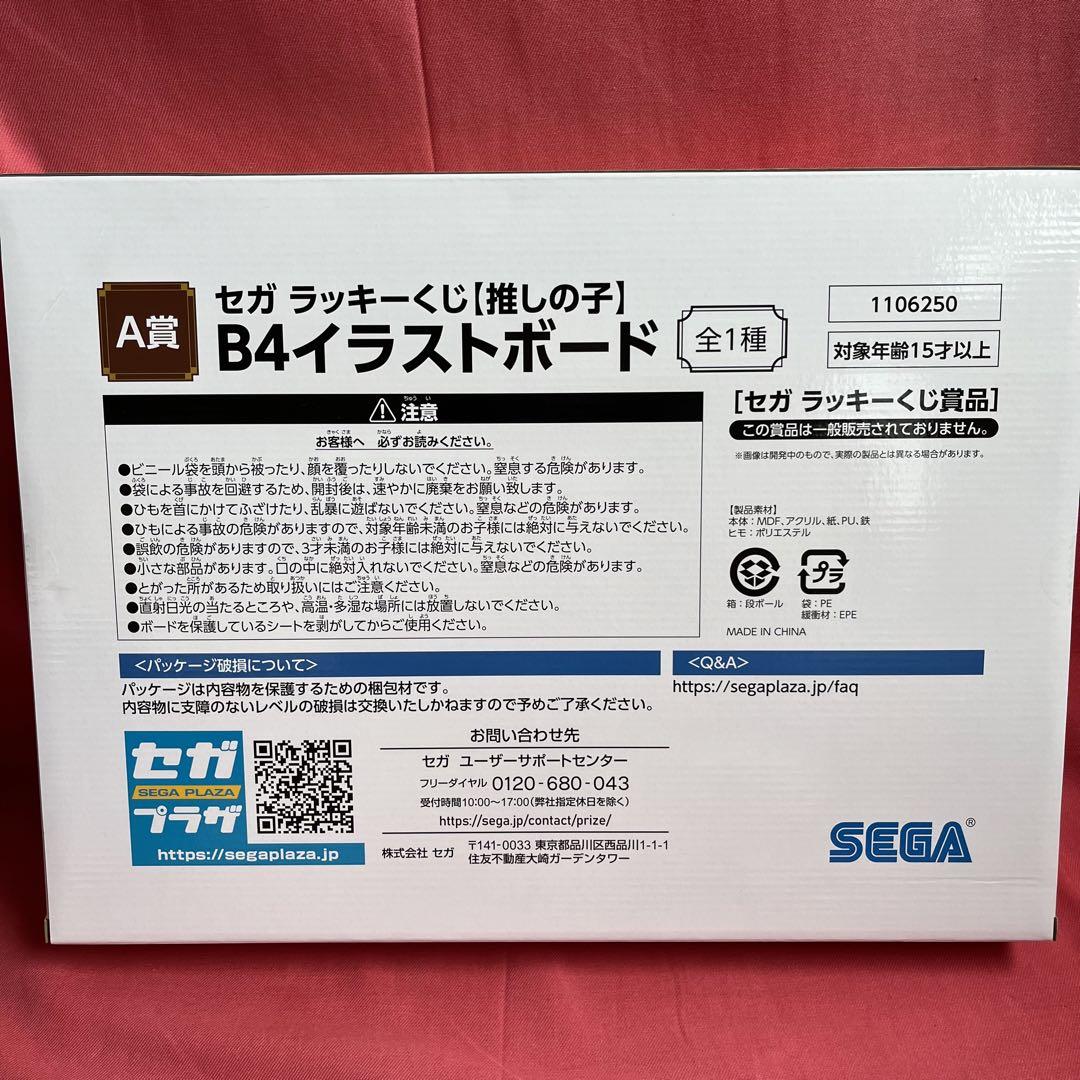 A賞
セガ ラッキーくじ【推しの子】
B4イラストボード
全1種
1106250
対象年齢15才以上
⚠注意
お客様へ 必ずお読みください。
●ビニール袋を頭から被ったり、顔を覆ったりしないでください。窒息する危険があります。
●袋による事故を回避するため、開封後は、速やかに廃棄をお願い致します。
●ひもを首にかけてふざけたり、乱暴に遊ばないでください。窒息などの危険があります。
●ひもによる事故の危険がありますので、対象年齢未満のお子様には絶対に与えないでください。
●誤飲の危険がありますので、3才未満のお子様には絶対に与えないでください。
●小さな部品があります。口の中に絶対入れないでください。窒息などの危険があります。
●とがった所があるため取り扱いにはご注意ください。
●直射日光の当たるところや、高温・多湿な場所には放置しないでください。
●ボードを保護しているシートを剥がしてからご使用ください。
[セガ ラッキーくじ賞品]
この賞品は一般販売されておりません。
※画像は開発中のもので、実際の製品とは異なる場合があります。
【製品素材】
本体:MDF、アクリル、紙、PU、鉄
ヒモ:ポリエステル
プラ
箱:段ボール
袋:PE
緩衝材:EPE
MADE IN CHINA
<パッケージ破損について>
パッケージは内容物を保護するための梱包材です。
内容物に支障のないレベルの破損は交換いたしかねますので予めご了承ください。
<Q&A>
https://segaplaza.jp/faq
セガ
SEGA PLAZA
プラザ
https://segaplaza.jp
お問い合わせ先
セガ ユーザーサポートセンター
フリーダイヤル 0120-680-043
受付時間10:00〜17:00(弊社指定休日を除く)
https://sega.jp/contact/prize/
株式会社 セガ 〒141-0033 東京都品川区西品川1-1-1
住友不動産大崎ガーデンタワー
SEGA®